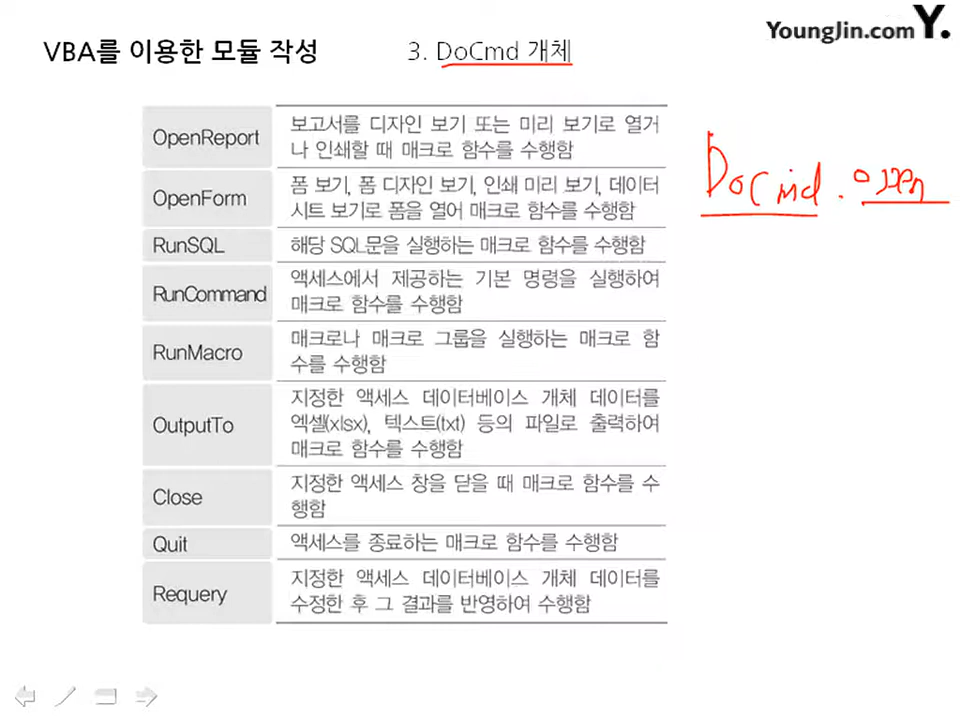 YoungJin.com Y.
VBA를 이용한 모듈 작성
3. DoCmd 개체
OpenReport
보고서를 디자인 보기 또는 미리 보기로 열거
나 인쇄할 때 매크로 함수를 수행함
OpenForm
폼 보기, 폼 디자인 보기, 인쇄 미리 보기, 데이터
시트 보기로 폼을 열어 매크로 함수를 수행함
RunSQL
해당 SQL문을 실행하는 매크로 함수를 수행함
RunCommand
액세스에서 제공하는 기본 명령을 실행하여
매크로 함수를 수행함
RunMacro
매크로나 매크로 그룹을 실행하는 매크로 함
수를 수행함
OutputTo
지정한 액세스 데이터베이스 개체 데이터를
엑셀(xlsx), 텍스트(txt) 등의 파일로 출력하여
매크로 함수를 수행함
Close
지정한 액세스 창을 닫을 때 매크로 함수를 수
행함
Quit
액세스를 종료하는 매크로 함수를 수행함
Requery
지정한 액세스 데이터베이스 개체 데이터를
수정한 후 그 결과를 반영하여 수행함
DoCmd . open